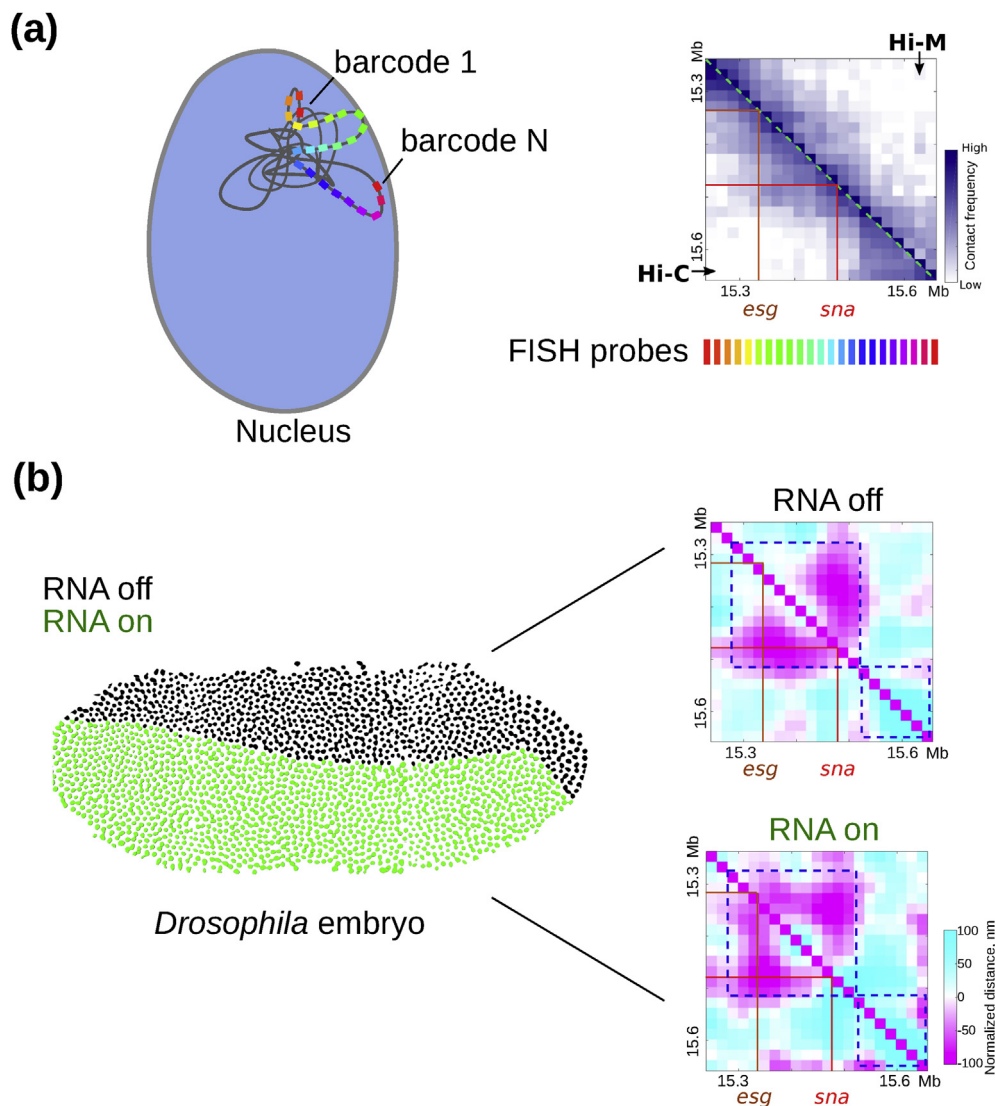 (a)
barcode 1
barcode N
Nucleus
Hi-M
Mb
15.3
15.6
Hi-C
15.3
15.6
Mb
esg
sna
High
Contact frequency
Low
FISH probes
(b)
RNA off
RNA on
Drosophila embryo
RNA off
Mb
15.3
15.6
15.3
15.6 Mb
esg
sna
RNA on
Mb
15.3
15.6
15.3
15.6 Mb
esg
sna
100
50
0
-50
-100
Normalized distance, nm